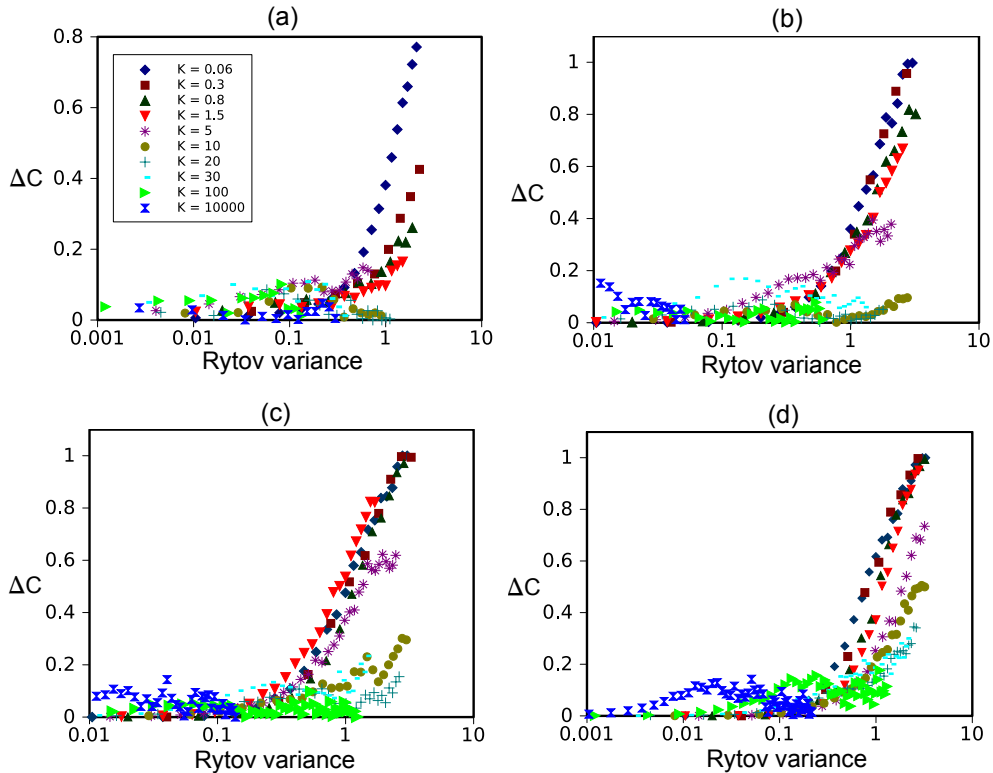 (a)
0.8
0.6
0.4
0.2
0
ΔC
K = 0.06
K = 0.3
K = 0.8
K = 1.5
K = 5
K = 10
K = 20
K = 30
K = 100
K = 10000
0.001 0.01 0.1 1 10
Rytov variance
(b)
1
0.8
0.6
0.4
0.2
0
ΔC
0.01 0.1 1 10
Rytov variance
(c)
1
0.8
0.6
0.4
0.2
0
ΔC
0.01 0.1 1 10
Rytov variance
(d)
1
0.8
0.6
0.4
0.2
0
ΔC
0.001 0.01 0.1 1 10
Rytov variance